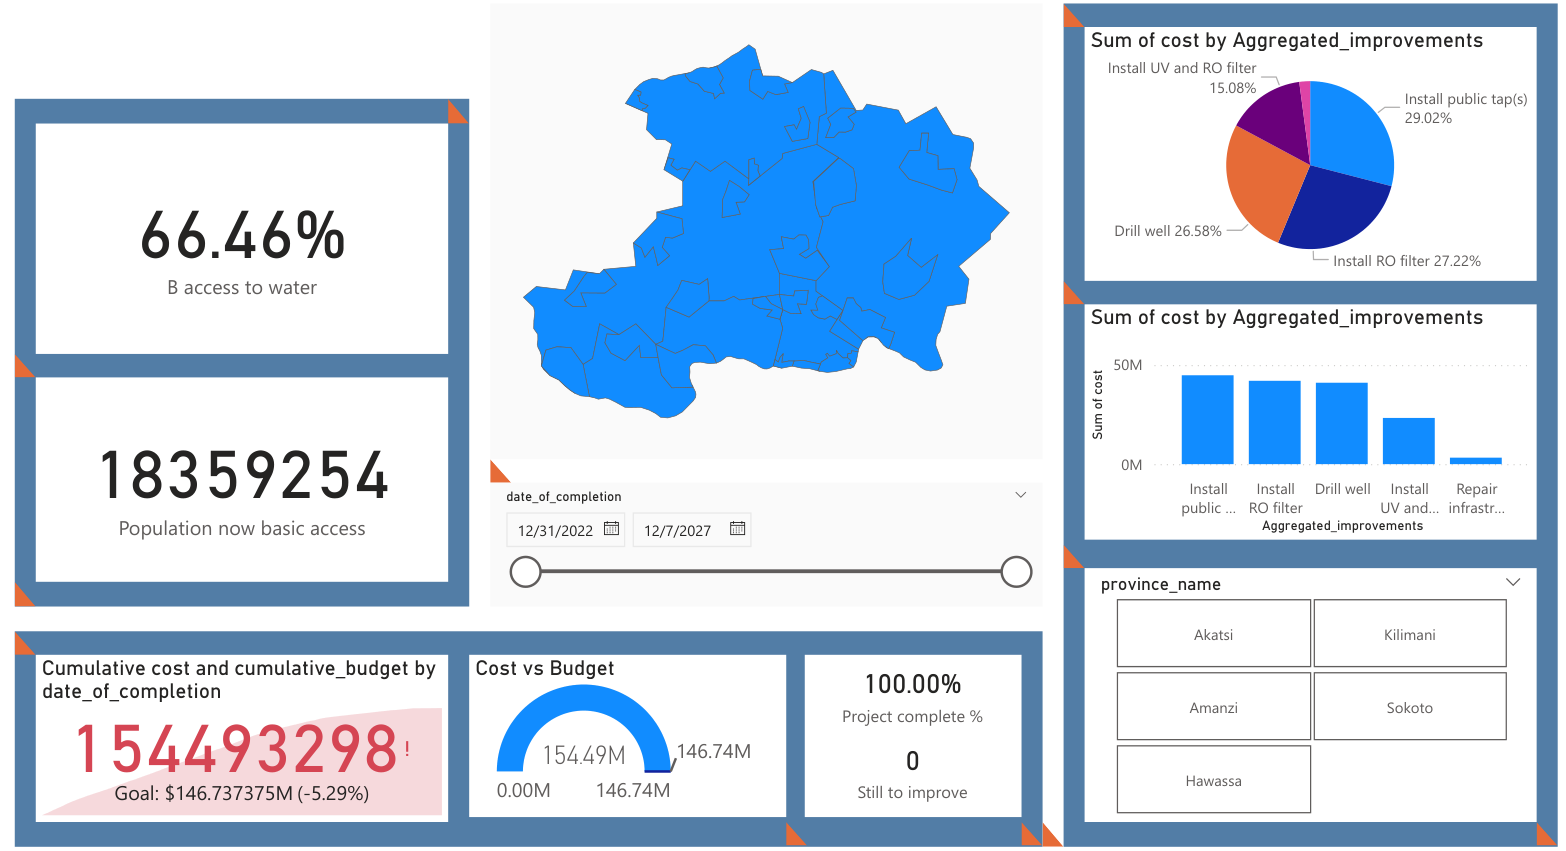 66.46%
B access to water
18359254
Population now basic access
date_of_completion
12/31/2022
12/7/2027
Cumulative cost and cumulative_budget by
date_of_completion
154493298!
Goal: $146.737375M (-5.29%)
Cost vs Budget
154.49M
146.74M
0.00M
146.74M
100.00%
Project complete %
0
Still to improve
Sum of cost by Aggregated_improvements
Install UV and RO filter
15.08%
Install public tap(s)
29.02%
Drill well 26.58%
Install RO filter 27.22%
Sum of cost by Aggregated_improvements
Sum of cost
50M
0M
Install
public ...
Install
RO filter
Drill well
Install
UV and...
Repair
infrastr...
Aggregated_improvements
province_name
Akatsi
Kilimani
Amanzi
Sokoto
Hawassa